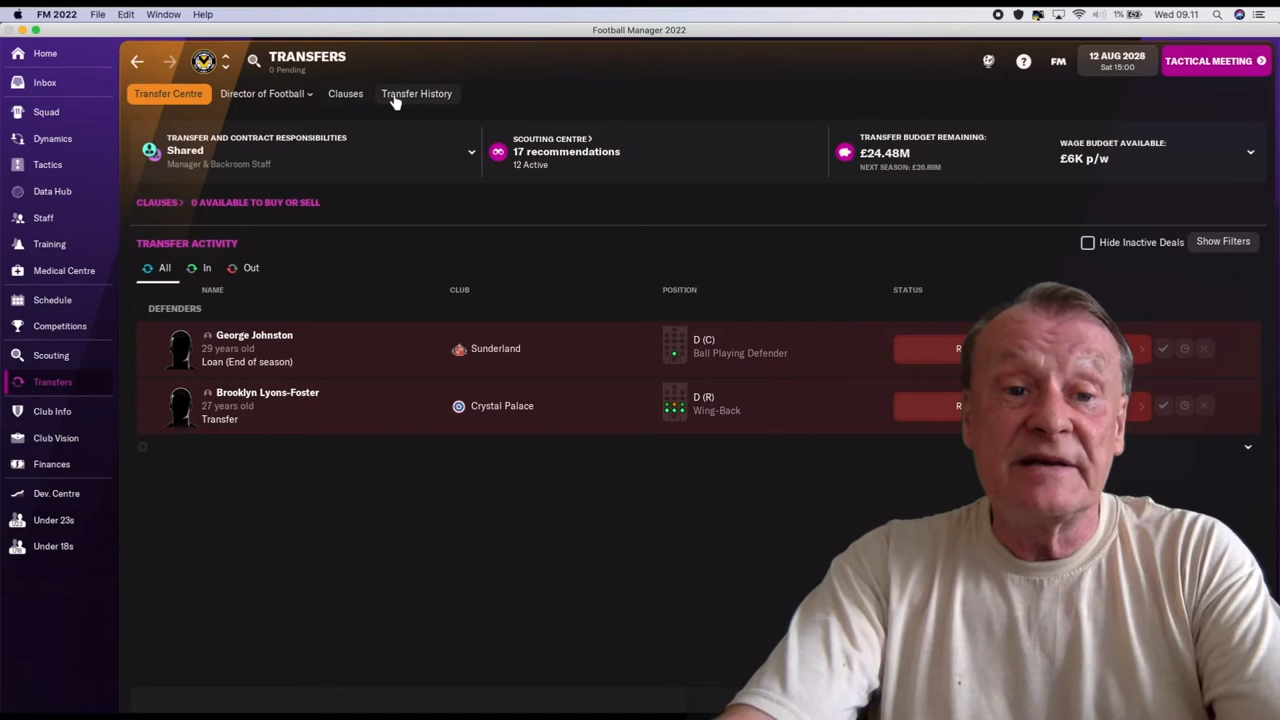 FM 2022 File Edit Window Help 1% Wed 09.11
Football Manager 2022
Home
Inbox
Squad
Dynamics
Tactics
Data Hub
Staff
Training
Medical Centre
Schedule
Competitions
Scouting
Transfers
Club Info
Club Vision
Finances
Dev. Centre
Under 23s
Under 18s
TRANSFERS
0 Pending
FM
12 AUG 2028
Sat 15:00
TACTICAL MEETING
Transfer Centre Director of Football Clauses Transfer History
TRANSFER AND CONTRACT RESPONSIBILITIES
Shared
Manager & Backroom Staff
SCOUTING CENTRE >
17 recommendations
12 Active
TRANSFER BUDGET REMAINING:
£24.48M
NEXT SEASON: £26.89M
WAGE BUDGET AVAILABLE:
£6K p/w
CLAUSES > 0 AVAILABLE TO BUY OR SELL
TRANSFER ACTIVITY
Hide Inactive Deals Show Filters
All In Out
NAME CLUB POSITION STATUS
DEFENDERS
George Johnston
29 years old
Loan (End of season)
Sunderland
D (C)
Ball Playing Defender
R
Brooklyn Lyons-Foster
27 years old
Transfer
Crystal Palace
D (R)
Wing-Back
R